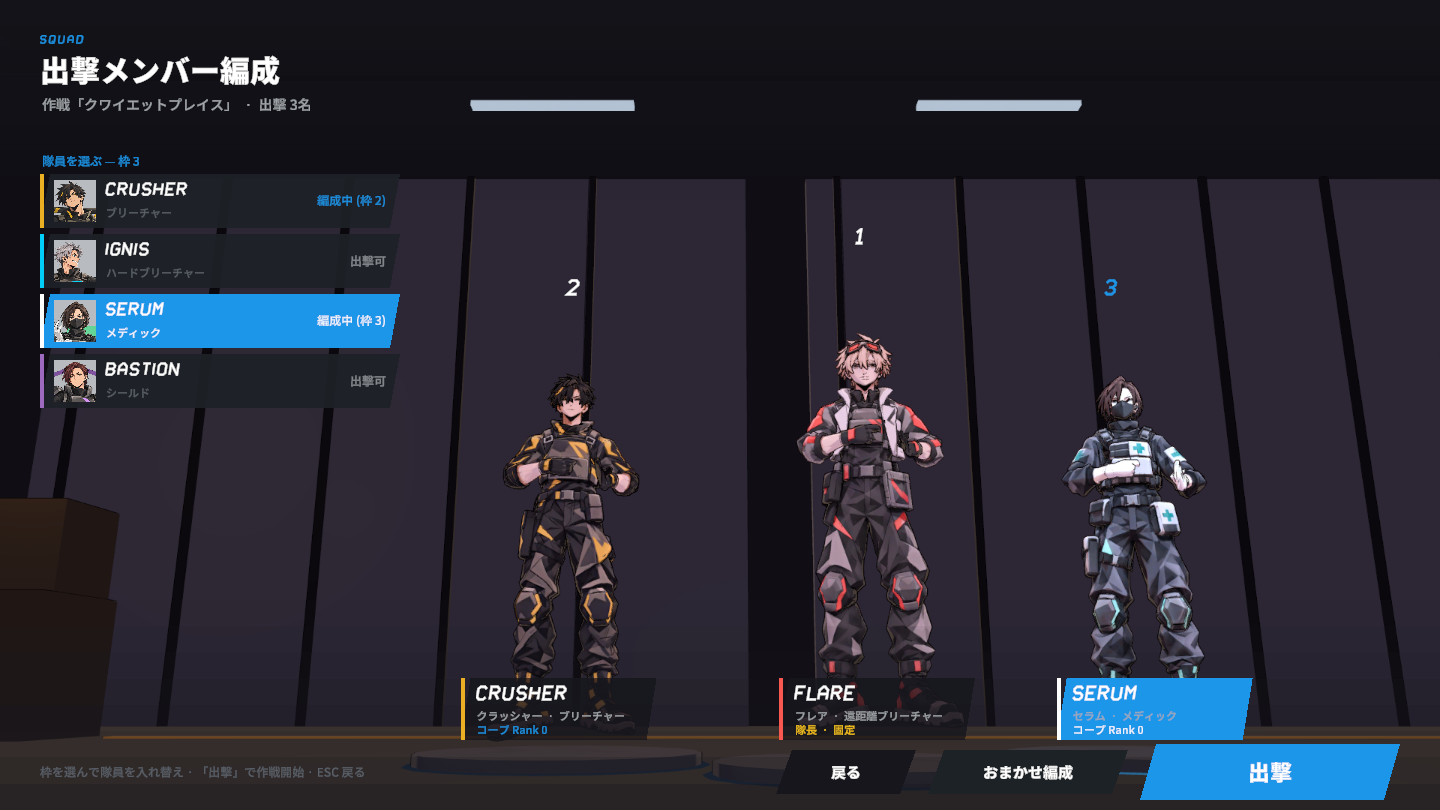 SQUAD
出撃メンバー編成
作戦「クワイエットプレイス」 · 出撃 3名
隊員を選ぶ — 枠 3
CRUSHER
ブリーチャー
編成中 (枠 2)
IGNIS
ハードブリーチャー
出撃可
SERUM
メディック
編成中 (枠 3)
BASTION
シールド
出撃可
2
1
3
CRUSHER
クラッシャー · ブリーチャー
コープ Rank 0
FLARE
フレア · 遠距離ブリーチャー
隊長 · 固定
SERUM
セラム · メディック
コープ Rank 0
枠を選んで隊員を入れ替え ·「出撃」で作戦開始 · ESC 戻る
戻る
おまかせ編成
出撃